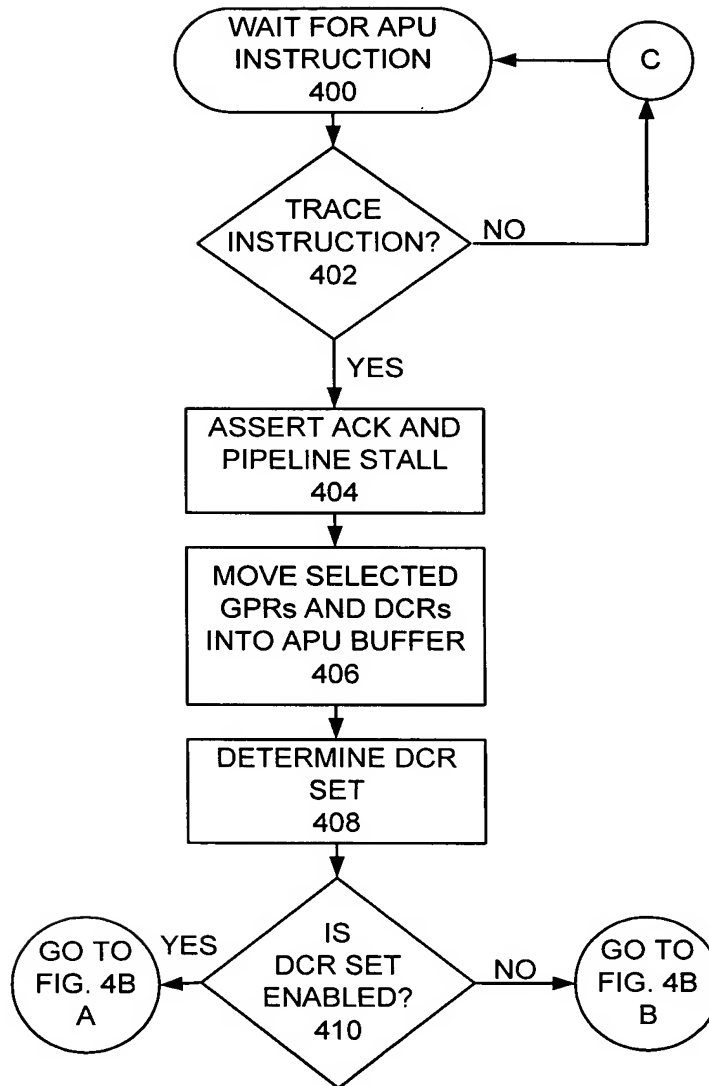 WAIT FOR APU
INSTRUCTION
400
C
TRACE
INSTRUCTION?
402
NO
YES
ASSERT ACK AND
PIPELINE STALL
404
MOVE SELECTED
GPRs AND DCRs
INTO APU BUFFER
406
DETERMINE DCR
SET
408
IS
DCR SET
ENABLED?
410
YES
GO TO
FIG. 4B
A
NO
GO TO
FIG. 4B
B